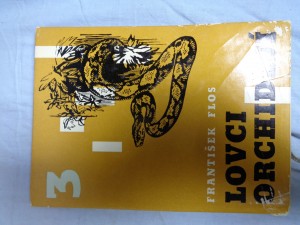 3
FRANTIŠEK FLOS
LOVCI
ORCHIDEJÍ